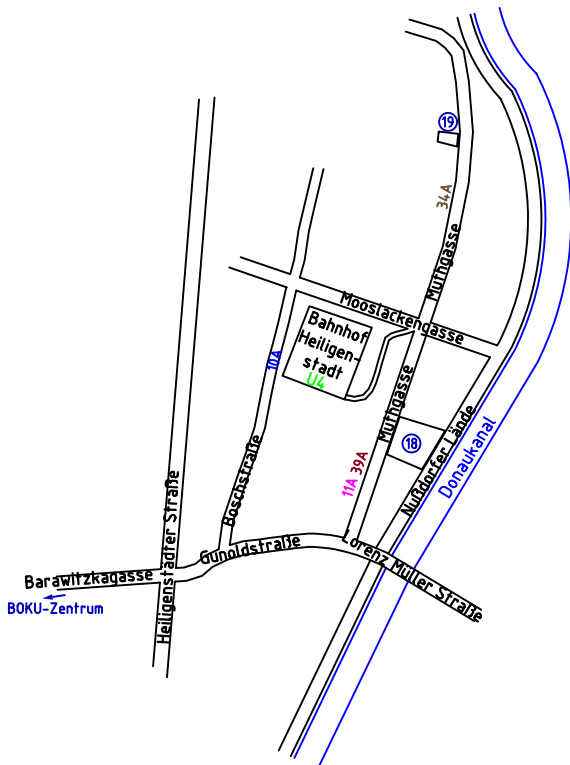 19
34A
Muthgasse
Mooslackengasse
Bahnhof
Heiligen-
stadt
U4
10A
Muthgasse
18
Nußdorfer Lände
Donaukanal
39A
11A
Boschstraße
Heiligenstädter Straße
Gunoldstraße
Lorenz Müller Straße
Barawitzkagasse
BOKU-Zentrum